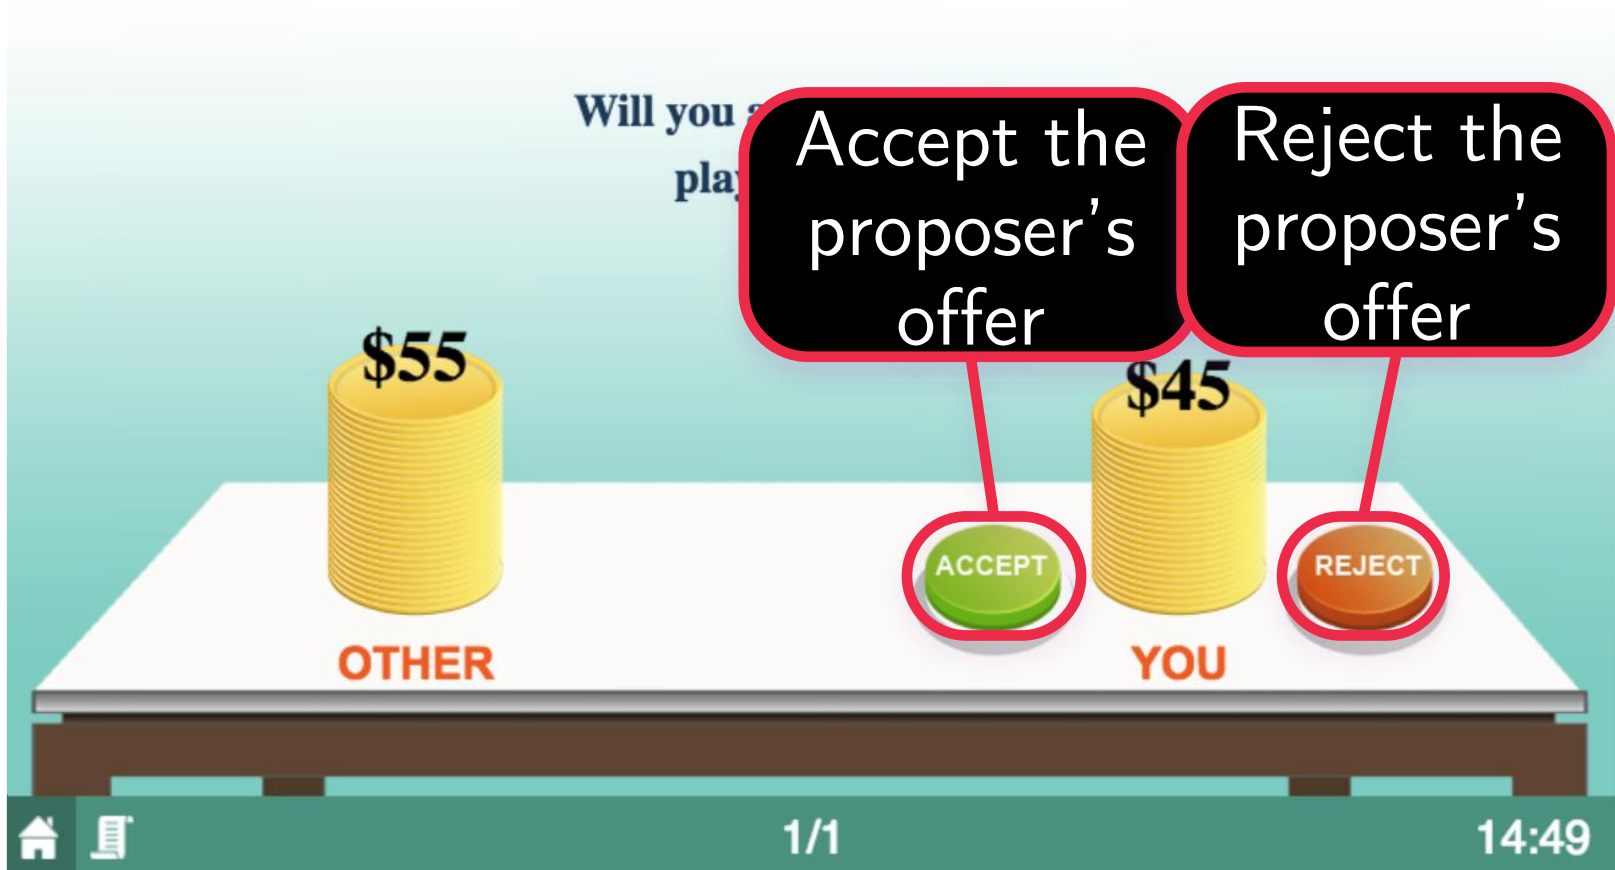 Will you
Accept the
proposer's
offer
Reject the
proposer's
offer
$55
$45
ACCEPT
REJECT
OTHER
YOU
1/1
14:49